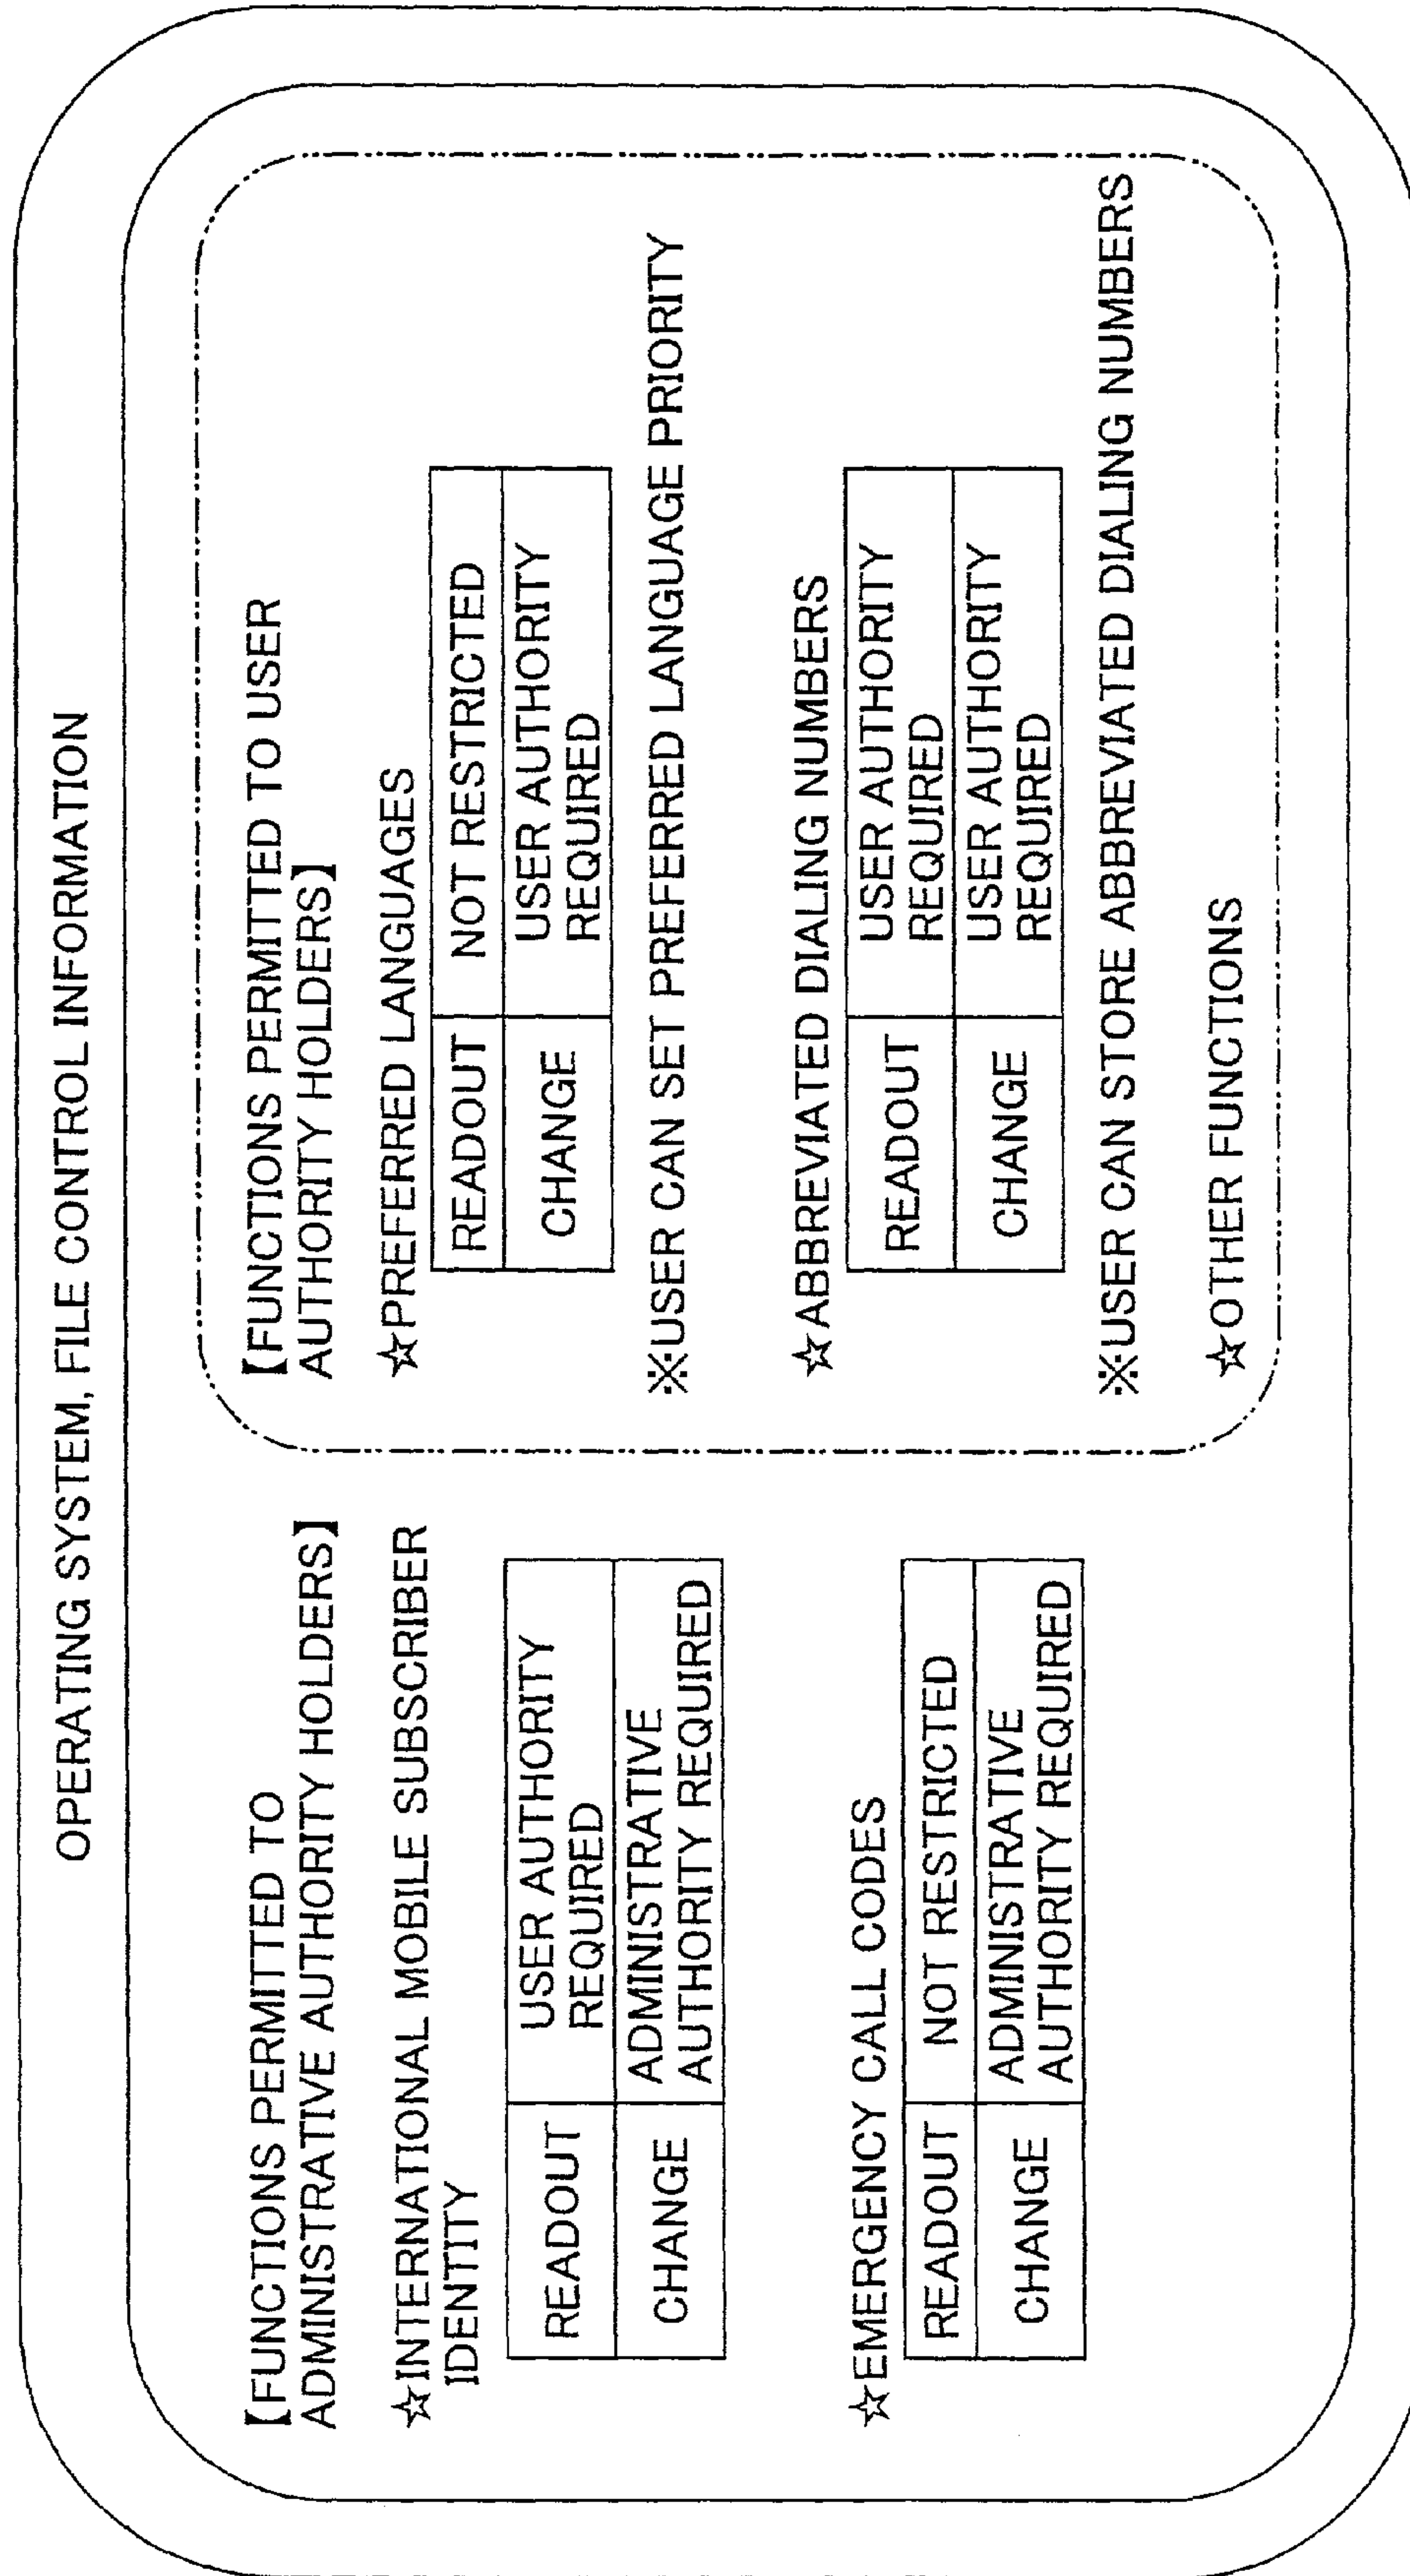 OPERATING SYSTEM, FILE CONTROL INFORMATION
【FUNCTIONS PERMITTED TO
ADMINISTRATIVE AUTHORITY HOLDERS】
☆INTERNATIONAL MOBILE SUBSCRIBER
IDENTITY
READOUT
USER AUTHORITY
REQUIRED
CHANGE
ADMINISTRATIVE
AUTHORITY REQUIRED
☆EMERGENCY CALL CODES
READOUT
NOT RESTRICTED
CHANGE
ADMINISTRATIVE
AUTHORITY REQUIRED
【FUNCTIONS PERMITTED TO USER
AUTHORITY HOLDERS】
☆PREFERRED LANGUAGES
READOUT
NOT RESTRICTED
CHANGE
USER AUTHORITY
REQUIRED
※USER CAN SET PREFERRED LANGUAGE PRIORITY
☆ABBREVIATED DIALING NUMBERS
READOUT
USER AUTHORITY
REQUIRED
CHANGE
USER AUTHORITY
REQUIRED
※USER CAN STORE ABBREVIATED DIALING NUMBERS
☆OTHER FUNCTIONS